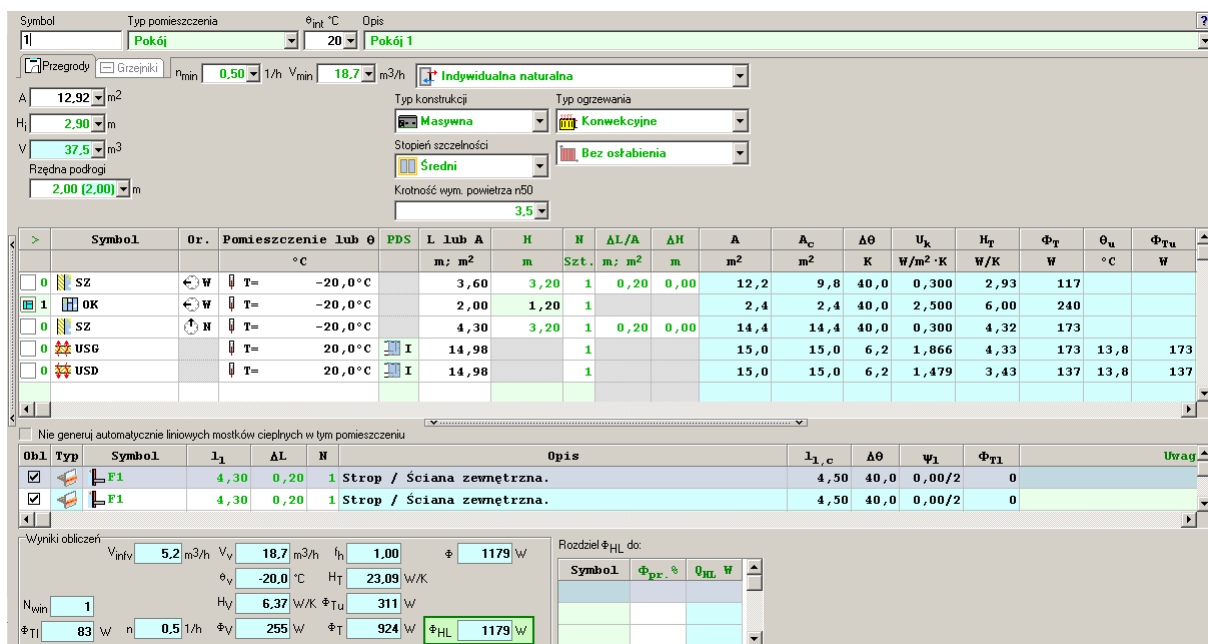 Symbol Typ pomieszczenia θint °C Opis ?
1 Pokój 20 Pokój 1
Przegrody Grzejniki nmin 0,50 1/h Vmin 18,7 m3/h Indywidualna naturalna
A 12,92 m2 Typ konstrukcji Typ ogrzewania
Hi 2,90 m Masywna Konwekcyjne
V 37,5 m3 Stopień szczelności
Średni Bez osłabienia
Rzędna podłogi
2,00 (2,00) m Krotność wym. powietrza n50
3,5
> Symbol Or. Pomieszczenie lub θ PDS L lub A H N ΔL/A ΔH A Ac Δθ Uk HT ΦT θu ΦTu
°C m; m² m Szt. m; m² m m² m² K W/m²·K W/K W °C W
0 SZ W T= -20,0°C 3,60 3,20 1 0,20 0,00 12,2 9,8 40,0 0,300 2,93 117
1 OK W T= -20,0°C 2,00 1,20 1 2,4 2,4 40,0 2,500 6,00 240
0 SZ N T= -20,0°C 4,30 3,20 1 0,20 0,00 14,4 14,4 40,0 0,300 4,32 173
0 USG T= 20,0°C I 14,98 1 15,0 15,0 6,2 1,866 4,33 173 13,8 173
0 USD T= 20,0°C I 14,98 1 15,0 15,0 6,2 1,479 3,43 137 13,8 137
Nie generuj automatycznie liniowych mostków cieplnych w tym pomieszczeniu
Obl Typ Symbol l1 ΔL N Opis l1,c Δθ Ψ1 ΦT1 Uwag
F1 4,30 0,20 1 Strop / Ściana zewnętrzna. 4,50 40,0 0,00/2 0
F1 4,30 0,20 1 Strop / Ściana zewnętrzna. 4,50 40,0 0,00/2 0
Wyniki obliczeń Rozdziel ΦHL do:
Vinfv 5,2 m3/h Vv 18,7 m3/h fh 1,00 Φ 1179 W
Symbol Φpr. % QHL W
θv -20,0 °C HT 23,09 W/K
Nwin 1 HV 6,37 W/K ΦTu 311 W
ΦTl 83 W n 0,5 1/h ΦV 255 W ΦT 924 W ΦHL 1179 W